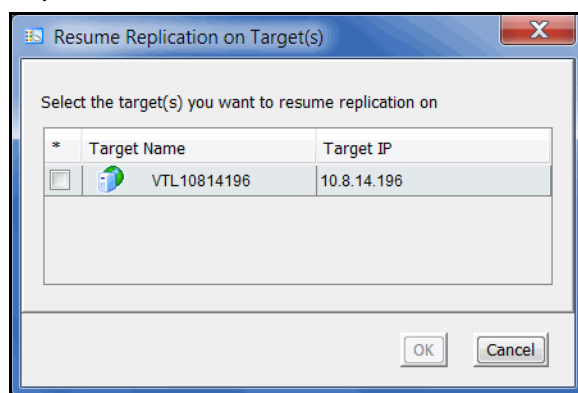 Resume Replication on Target(s)
X
Select the target(s) you want to resume replication on
* Target Name Target IP
VTL10814196 10.8.14.196
OK Cancel